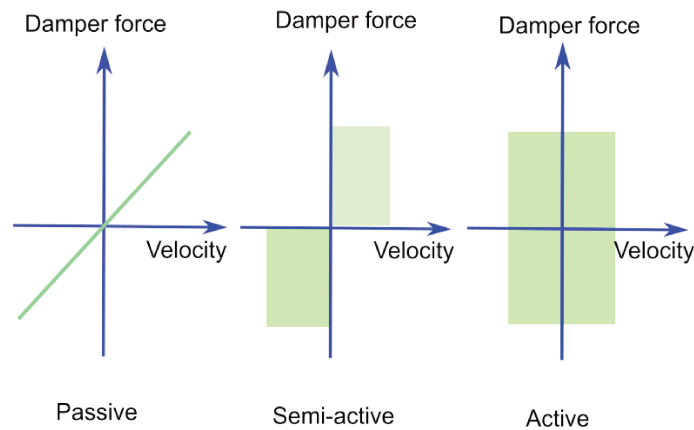 Damper force
Damper force
Damper force
Velocity
Velocity
Velocity
Passive
Semi-active
Active